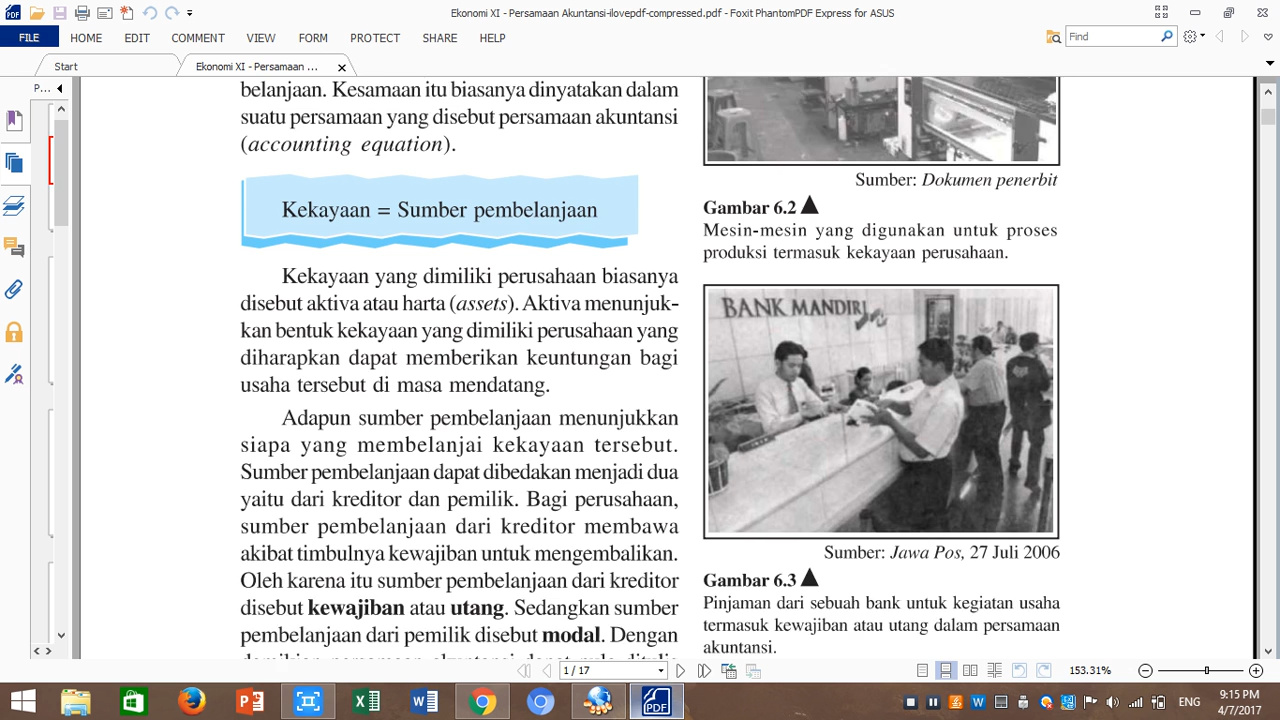 Ekonomi XI - Persamaan Akuntansi-ilovepdf-compressed.pdf - Foxit PhantomPDF Express for ASUS
FILE HOME EDIT COMMENT VIEW FORM PROTECT SHARE HELP
Find
Start
Ekonomi XI - Persamaan ...
P...
belanjaan. Kesamaan itu biasanya dinyatakan dalam
suatu persamaan yang disebut persamaan akuntansi
(accounting equation).
Kekayaan = Sumber pembelanjaan
Kekayaan yang dimiliki perusahaan biasanya
disebut aktiva atau harta (assets). Aktiva menunjuk-
kan bentuk kekayaan yang dimiliki perusahaan yang
diharapkan dapat memberikan keuntungan bagi
usaha tersebut di masa mendatang.
Adapun sumber pembelanjaan menunjukkan
siapa yang membelanjai kekayaan tersebut.
Sumber pembelanjaan dapat dibedakan menjadi dua
yaitu dari kreditor dan pemilik. Bagi perusahaan,
sumber pembelanjaan dari kreditor membawa
akibat timbulnya kewajiban untuk mengembalikan.
Oleh karena itu sumber pembelanjaan dari kreditor
disebut kewajiban atau utang. Sedangkan sumber
pembelanjaan dari pemilik disebut modal. Dengan
Sumber: Dokumen penerbit
Gambar 6.2
Mesin-mesin yang digunakan untuk proses
produksi termasuk kekayaan perusahaan.
BANK MANDIRI
Sumber: Jawa Pos, 27 Juli 2006
Gambar 6.3
Pinjaman dari sebuah bank untuk kegiatan usaha
termasuk kewajiban atau utang dalam persamaan
akuntansi.
1 / 17
153.31%
ENG
9:15 PM
4/7/2017